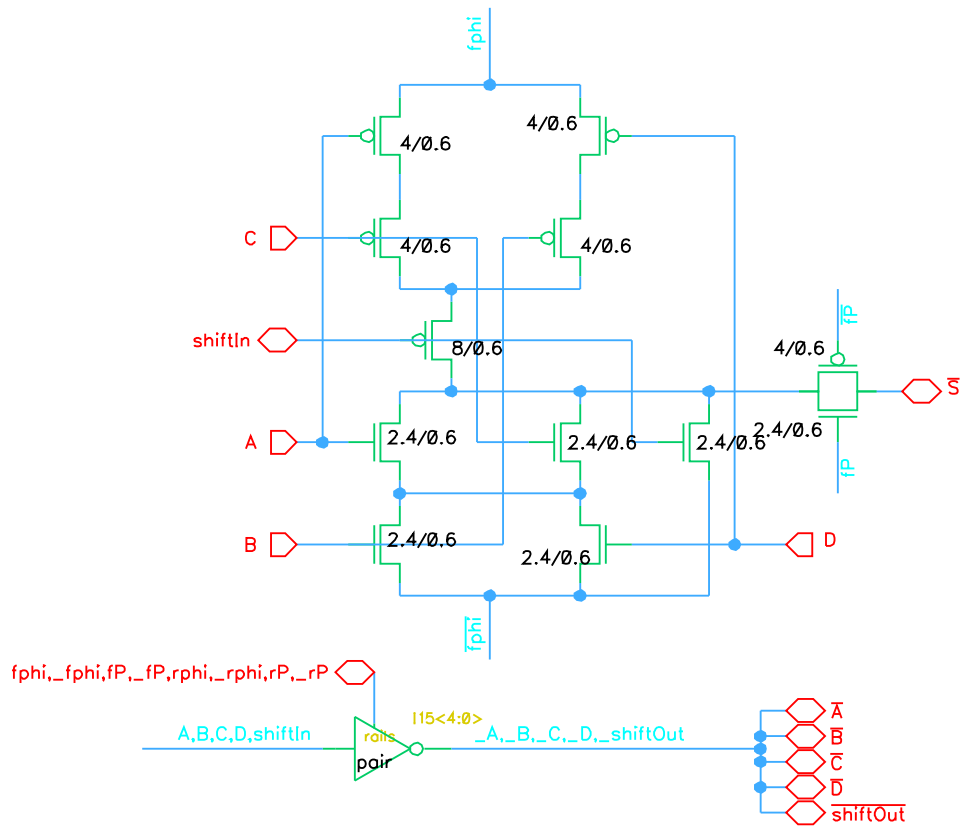 fphi
4/0.6
4/0.6
C
4/0.6
4/0.6
shiftIn
8/0.6
f̅P̅
4/0.6
S̅
A
2.4/0.6
2.4/0.6
2.4/0.6
2.4/0.6
fP
B
2.4/0.6
2.4/0.6
D
f̅p̅h̅i̅
fphi,_fphi,fP,_fP,rphi,_rphi,rP,_rP
I15<4:0>
A,B,C,D,shiftIn
rails
pair
_A,_B,_C,_D,_shiftOut
A̅
B̅
C̅
D̅
s̅h̅i̅f̅t̅O̅u̅t̅